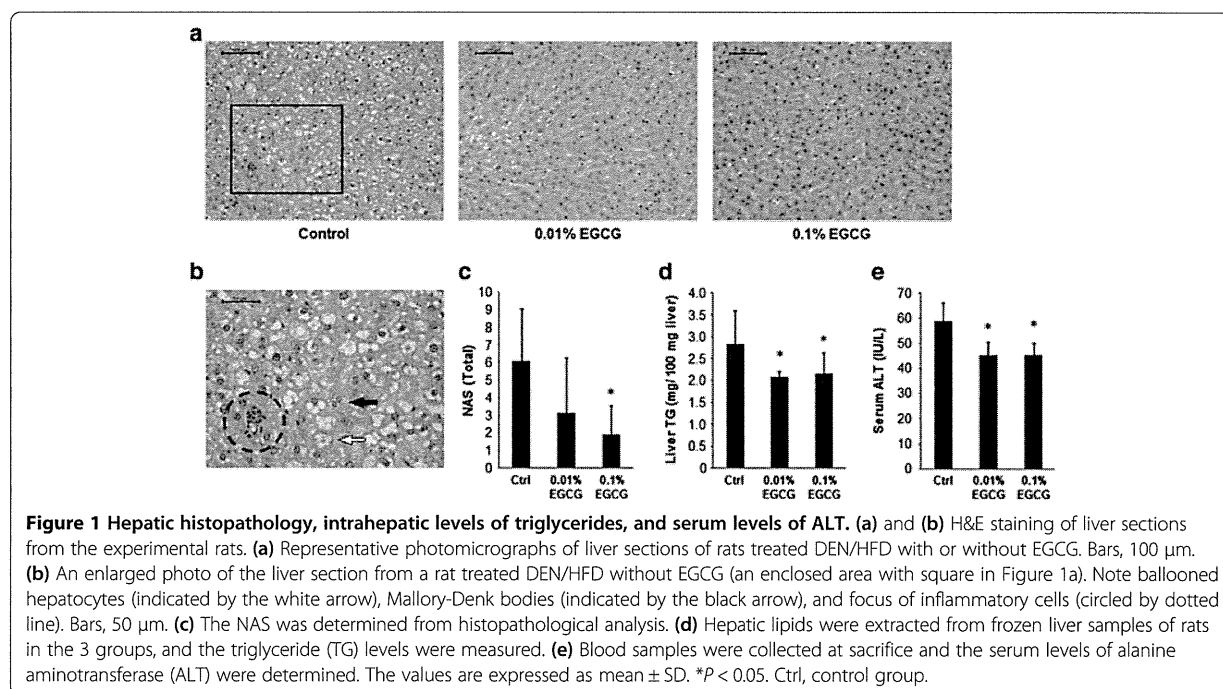 a
Control
0.01% EGCG
0.1% EGCG
b
c
10
9
8
7
6
5
4
3
2
1
0
NAS (Total)
Ctrl
0.01%
EGCG
*
0.1%
EGCG
d
4.0
3.5
3.0
2.5
2.0
1.5
1.0
0.5
0.0
Liver TG (mg/ 100 mg liver)
Ctrl
*
0.01%
EGCG
*
0.1%
EGCG
e
70
60
50
40
30
20
10
0
Serum ALT (IU/L)
Ctrl
*
0.01%
EGCG
*
0.1%
EGCG
Figure 1 Hepatic histopathology, intrahepatic levels of triglycerides, and serum levels of ALT. (a) and (b) H&E staining of liver sections
from the experimental rats. (a) Representative photomicrographs of liver sections of rats treated DEN/HFD with or without EGCG. Bars, 100 μm.
(b) An enlarged photo of the liver section from a rat treated DEN/HFD without EGCG (an enclosed area with square in Figure 1a). Note ballooned
hepatocytes (indicated by the white arrow), Mallory-Denk bodies (indicated by the black arrow), and focus of inflammatory cells (circled by dotted
line). Bars, 50 μm. (c) The NAS was determined from histopathological analysis. (d) Hepatic lipids were extracted from frozen liver samples of rats
in the 3 groups, and the triglyceride (TG) levels were measured. (e) Blood samples were collected at sacrifice and the serum levels of alanine
aminotransferase (ALT) were determined. The values are expressed as mean ± SD. *P < 0.05. Ctrl, control group.